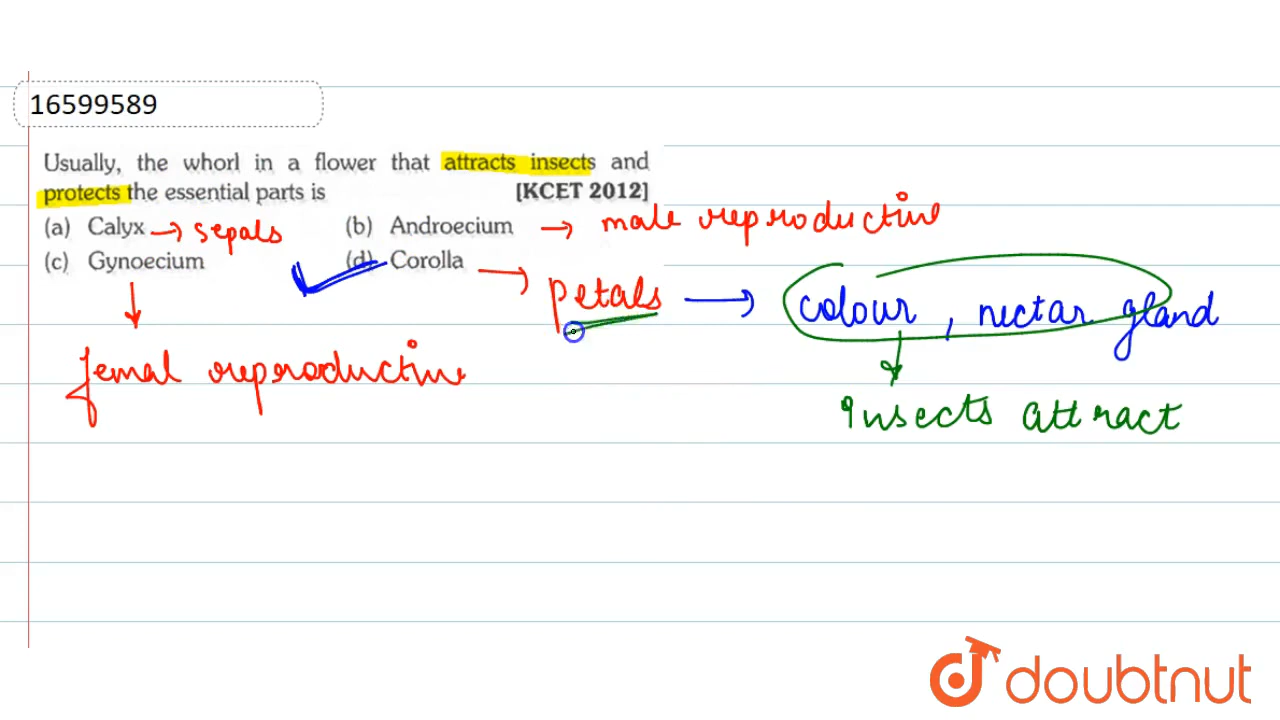 16599589
Usually, the whorl in a flower that attracts insects and
protects the essential parts is [KCET 2012]
(a) Calyx → sepals (b) Androecium → male reproductive
(c) Gynoecium (d) Corolla → Petals → colour, nectar gland
femal reproductive
Insects attract
doubtnut